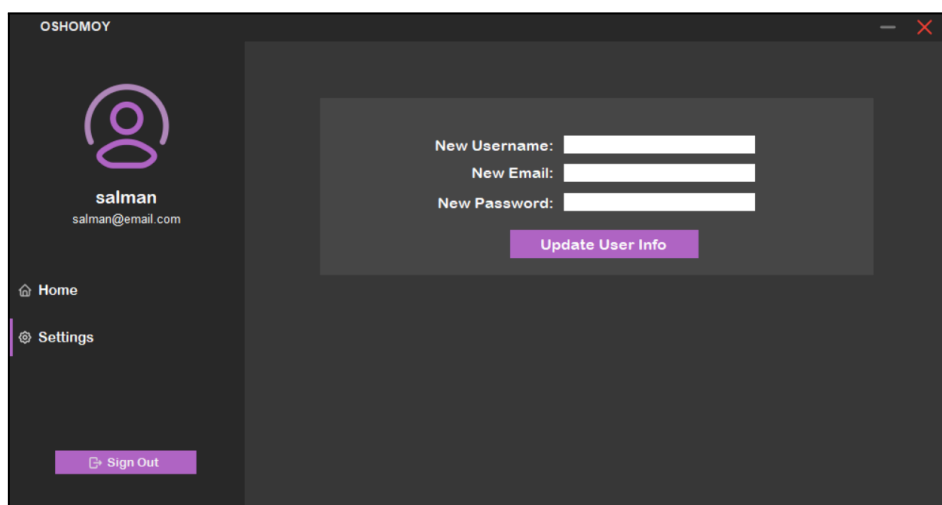 OSHOMOY
salman
salman@email.com
Home
Settings
Sign Out
New Username:
New Email:
New Password:
Update User Info